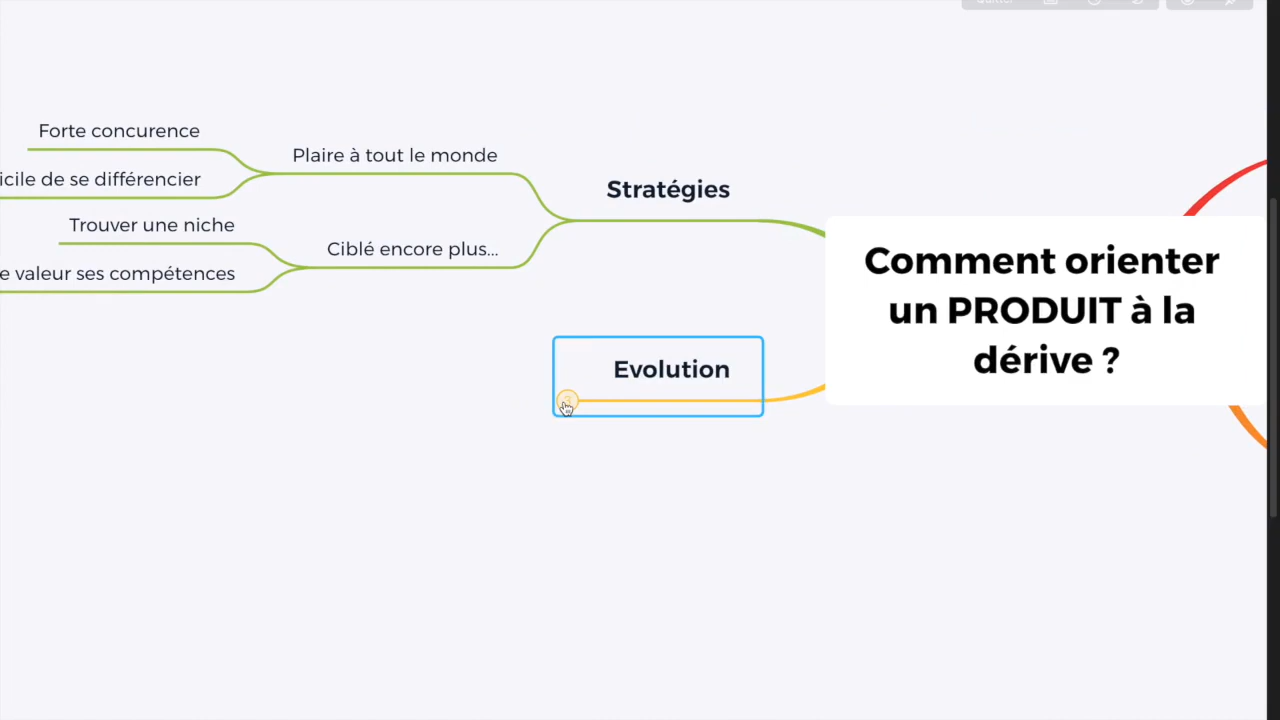 Forte concurence
icile de se différencier
Plaire à tout le monde
Trouver une niche
e valeur ses compétences
Ciblé encore plus...
Stratégies
Evolution
Comment orienter
un PRODUIT à la
dérive ?